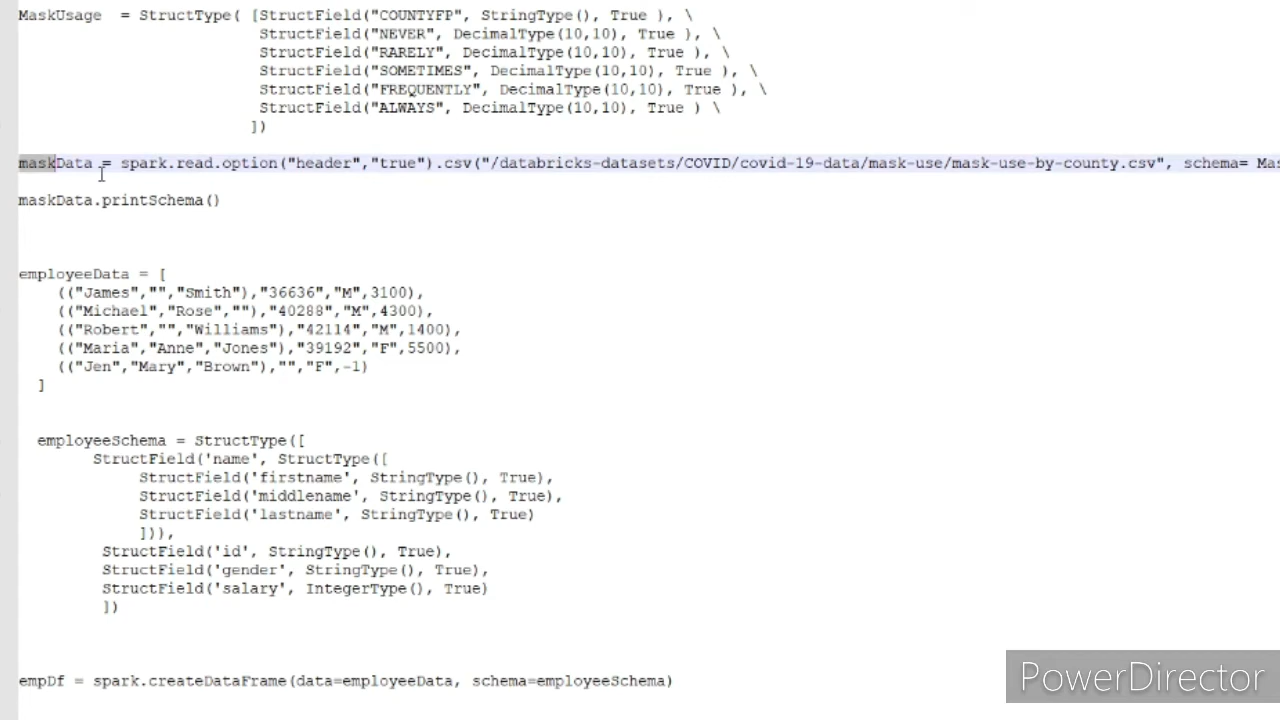 MaskUsage = StructType( [StructField("COUNTYFP", StringType(), True ), \
StructField("NEVER", DecimalType(10,10), True ), \
StructField("RARELY", DecimalType(10,10), True ), \
StructField("SOMETIMES", DecimalType(10,10), True ), \
StructField("FREQUENTLY", DecimalType(10,10), True ), \
StructField("ALWAYS", DecimalType(10,10), True ) \
])
maskData = spark.read.option("header","true").csv("/databricks-datasets/COVID/covid-19-data/mask-use/mask-use-by-county.csv", schema= Mas
maskData.printSchema()
employeeData = [
(("James","","Smith"),"36636","M",3100),
(("Michael","Rose",""),"40288","M",4300),
(("Robert","","Williams"),"42114","M",1400),
(("Maria","Anne","Jones"),"39192","F",5500),
(("Jen","Mary","Brown"),"","F",-1)
]
employeeSchema = StructType([
StructField('name', StructType([
StructField('firstname', StringType(), True),
StructField('middlename', StringType(), True),
StructField('lastname', StringType(), True)
])),
StructField('id', StringType(), True),
StructField('gender', StringType(), True),
StructField('salary', IntegerType(), True)
])
empDf = spark.createDataFrame(data=employeeData, schema=employeeSchema)
PowerDirector